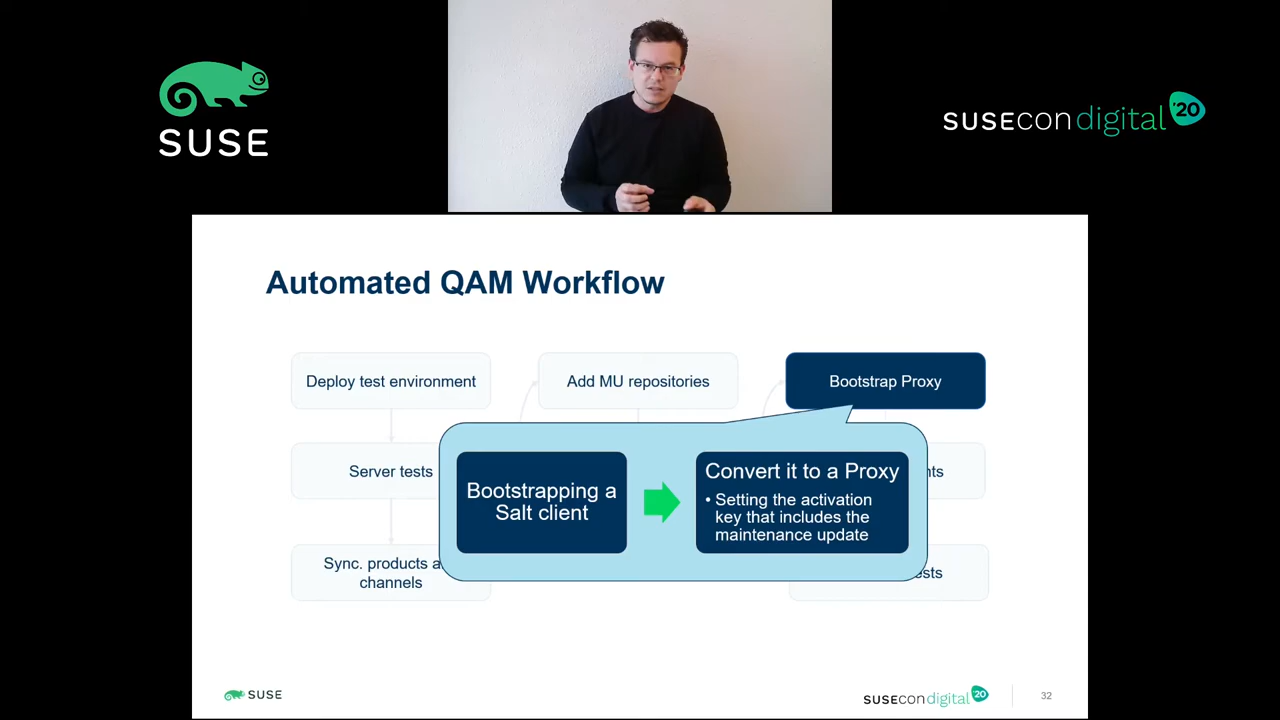 SUSE
SUSECON digital '20
Automated QAM Workflow
Deploy test environment
Add MU repositories
Bootstrap Proxy
Server tests
Bootstrapping a
Salt client
Convert it to a Proxy
• Setting the activation
key that includes the
maintenance update
Sync. products
channels
SUSE
SUSECON digital '20
32